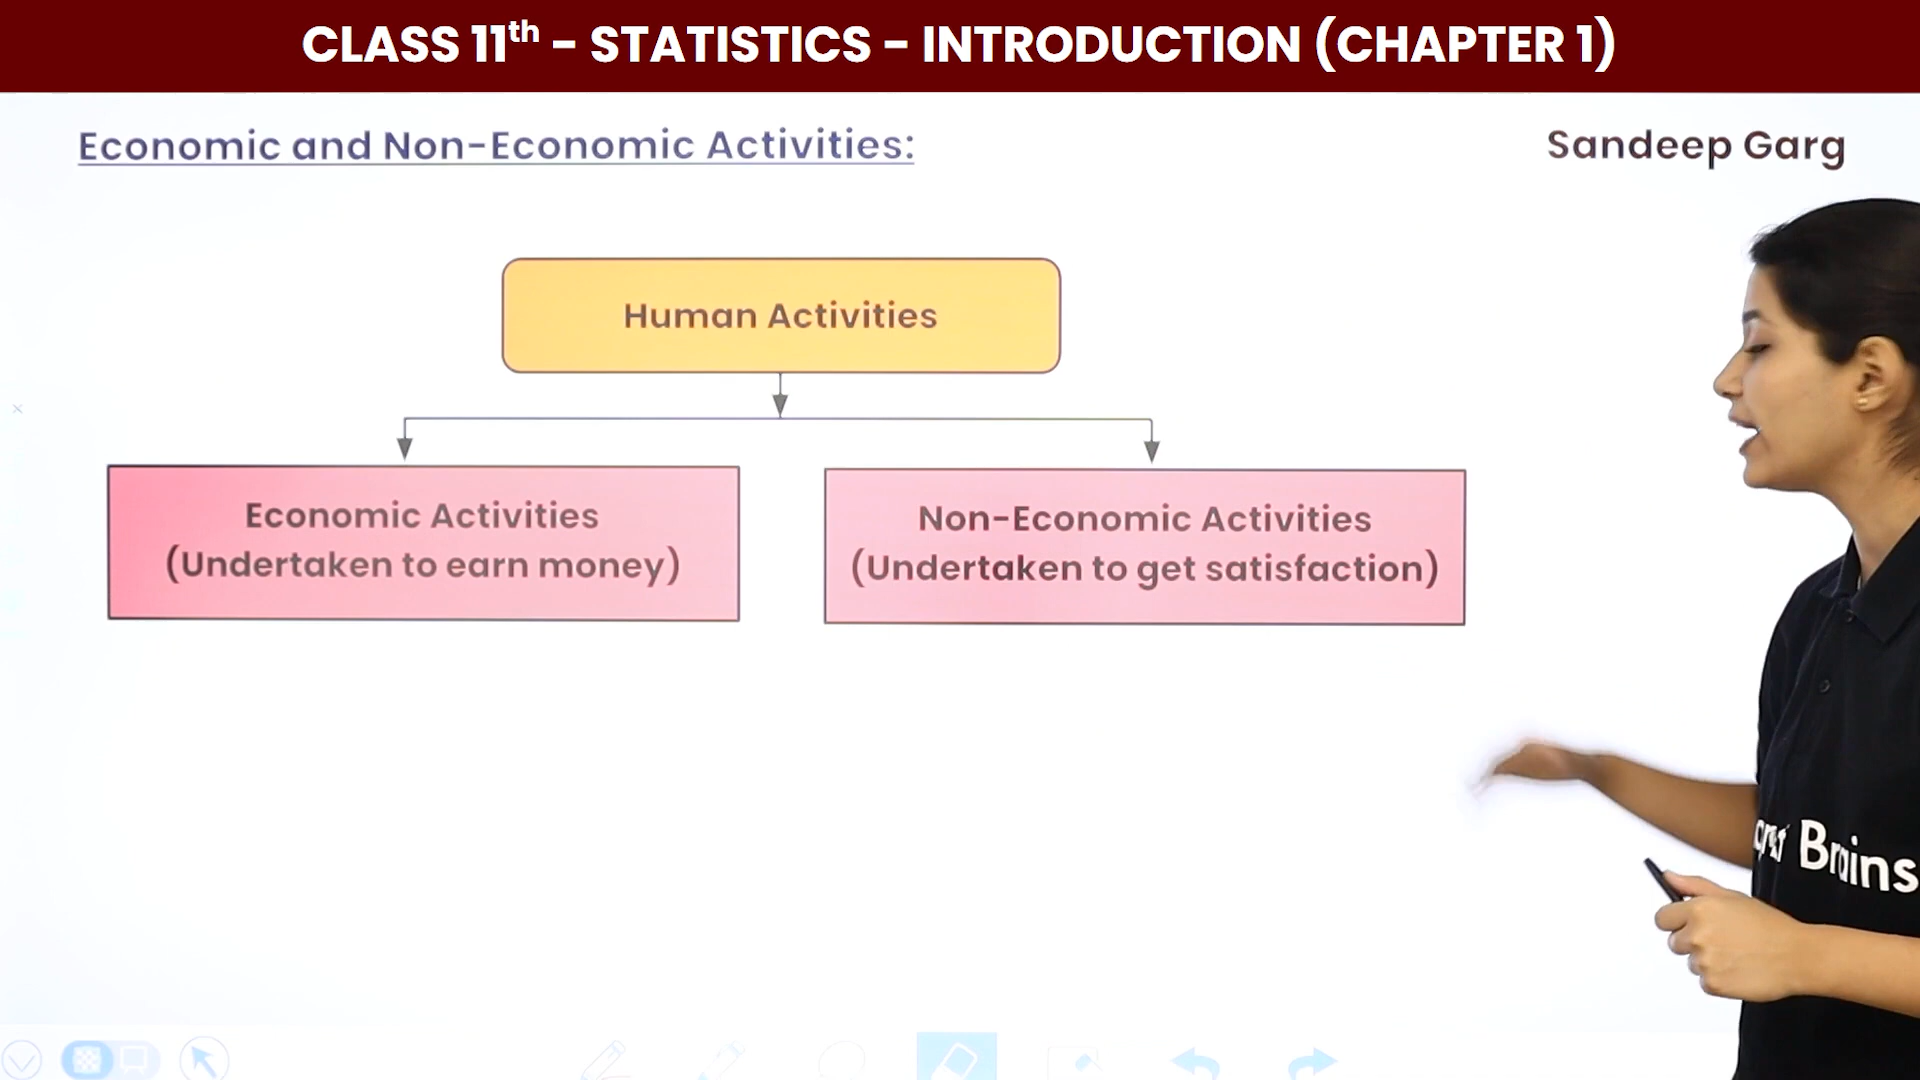 CLASS 11th - STATISTICS - INTRODUCTION (CHAPTER 1)
Economic and Non-Economic Activities:
Sandeep Garg
Human Activities
Economic Activities
(Undertaken to earn money)
Non-Economic Activities
(Undertaken to get satisfaction)
Brains